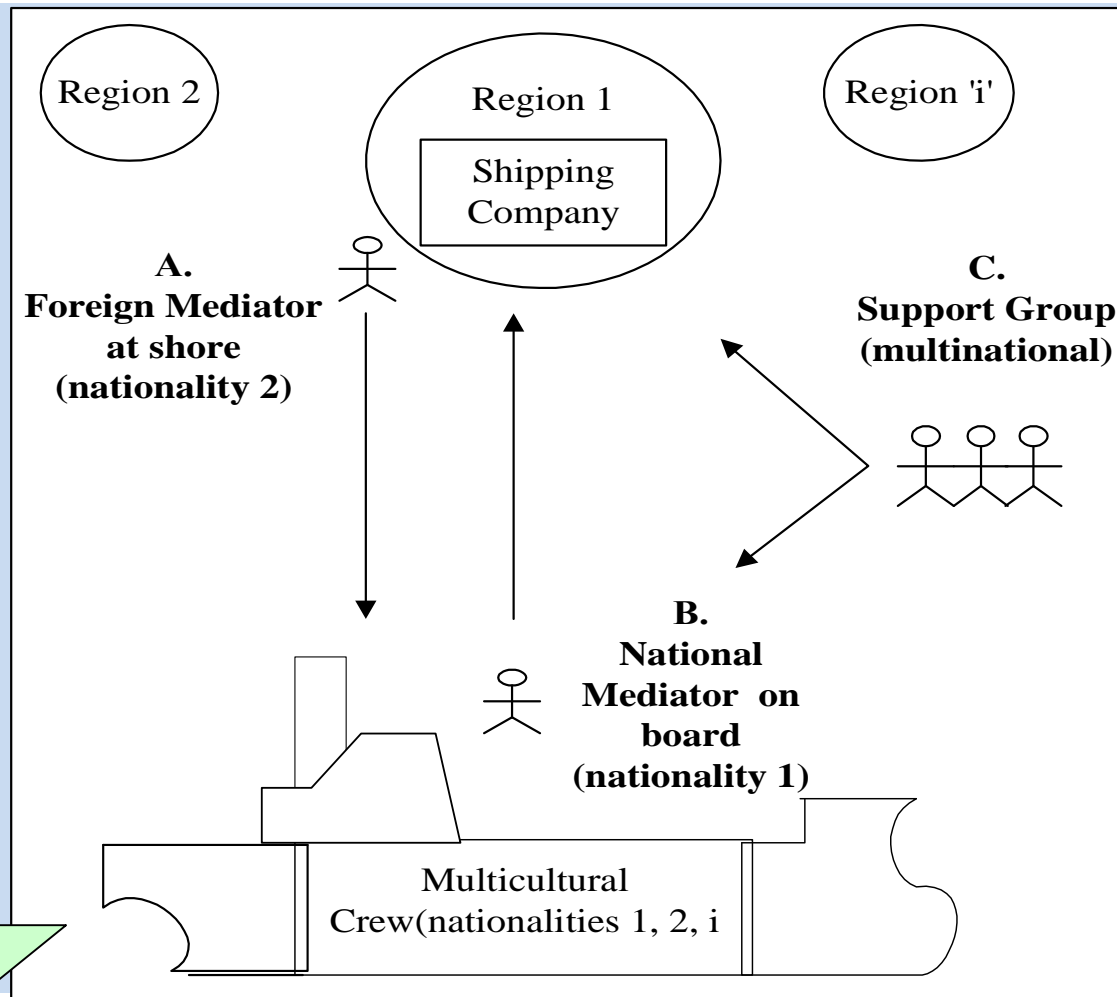 Region 2
Region 1
Region 'i'
Shipping
Company
A.
Foreign Mediator
at shore
(nationality 2)
C.
Support Group
(multinational)
B.
National
Mediator on
board
(nationality 1)
Multicultural
Crew(nationalities 1, 2, i